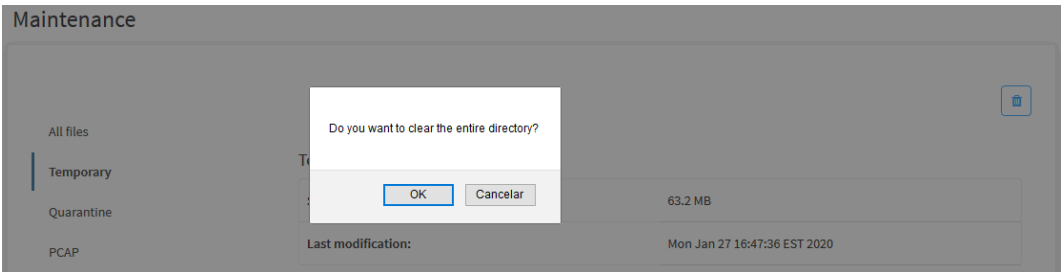 Maintenance
All files
Do you want to clear the entire directory?
Temporary
OK Cancelar
63.2 MB
Quarantine
Last modification: Mon Jan 27 16:47:36 EST 2020
PCAP